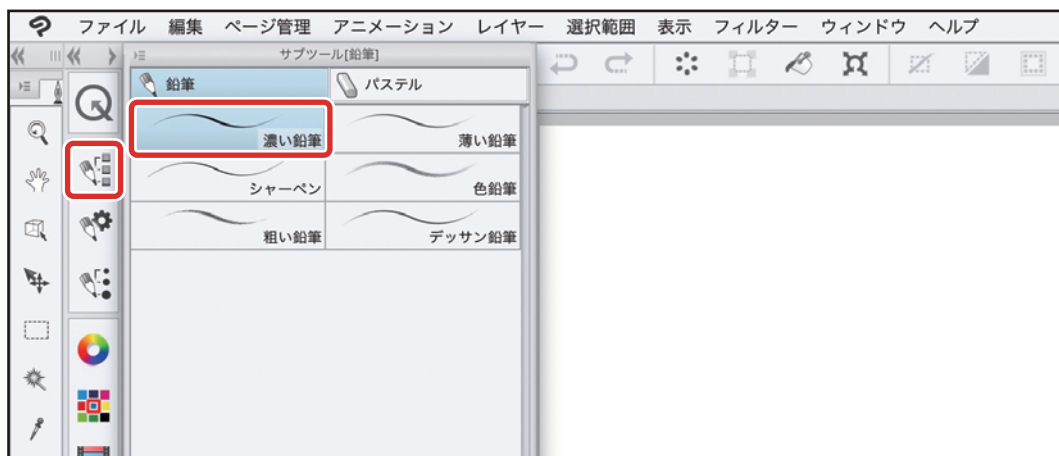 ファイル 編集 ページ管理 アニメーション レイヤー 選択範囲 表示 フィルター ウィンドウ ヘルプ
サブツール[鉛筆]
鉛筆 パステル
濃い鉛筆 薄い鉛筆
シャーペン 色鉛筆
粗い鉛筆 デッサン鉛筆